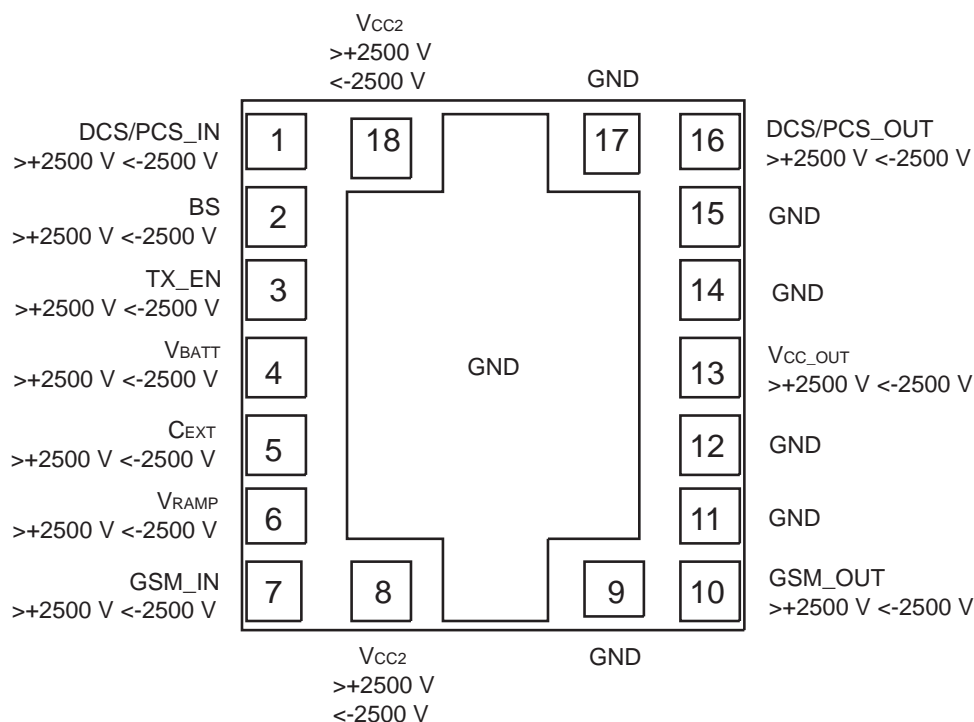 VCC2
>+2500 V
<-2500 V
GND
DCS/PCS_IN
>+2500 V <-2500 V
1
18
17
16
DCS/PCS_OUT
>+2500 V <-2500 V
BS
>+2500 V <-2500 V
2
15
GND
TX_EN
>+2500 V <-2500 V
3
14
GND
VBATT
>+2500 V <-2500 V
4
GND
13
VCC_OUT
>+2500 V <-2500 V
CEXT
>+2500 V <-2500 V
5
12
GND
VRAMP
>+2500 V <-2500 V
6
11
GND
GSM_IN
>+2500 V <-2500 V
7
8
9
10
GSM_OUT
>+2500 V <-2500 V
VCC2
>+2500 V
<-2500 V
GND